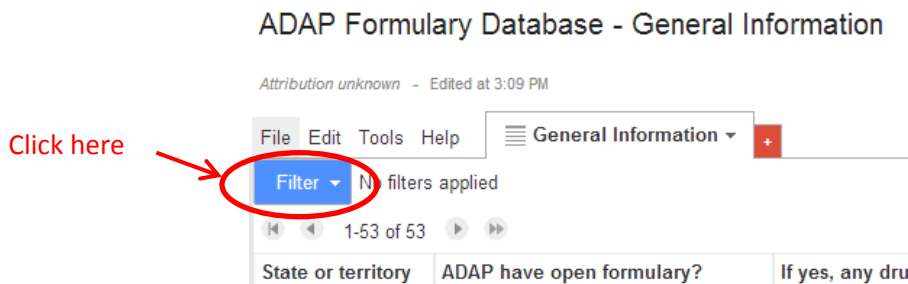 ADAP Formulary Database - General Information
Attribution unknown - Edited at 3:09 PM
Click here
File Edit Tools Help General Information +
Filter No filters applied
1-53 of 53
State or territory ADAP have open formulary? If yes, any dru